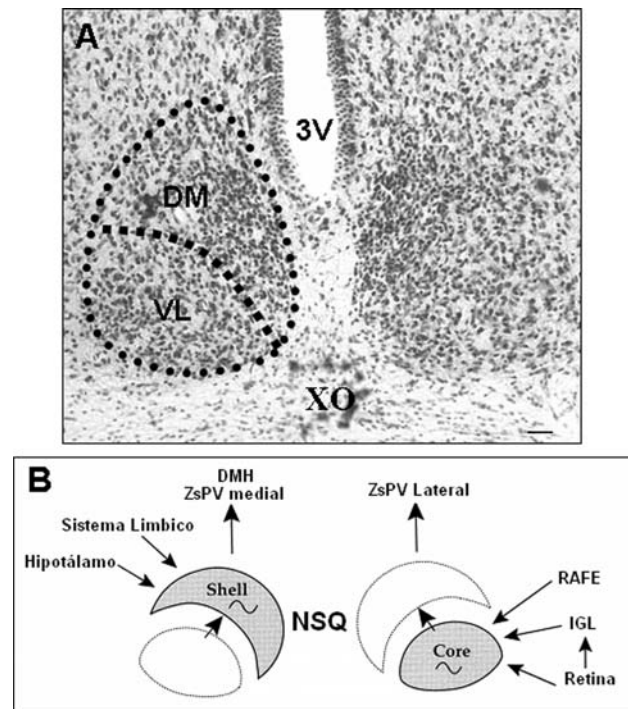 A
3V
DM
VL
XO
B
DMH
ZsPV medial
ZsPV Lateral
Sistema Limbico
Hipotálamo
Shell
NSQ
RAFE
IGL
Core
Retina